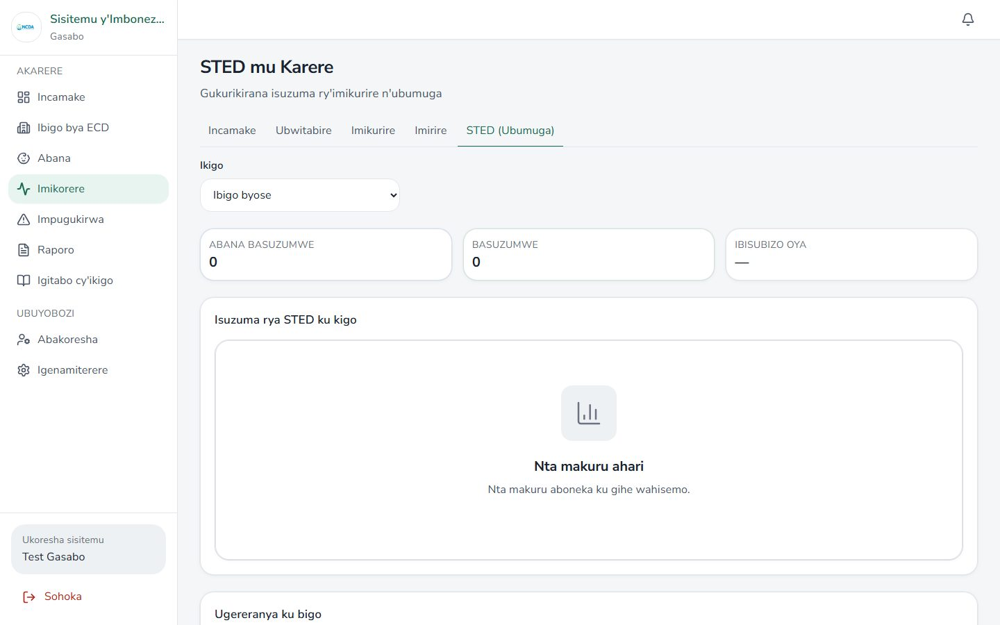 NCDA
Sisitemu y'Imbonez...
Gasabo
AKARERE
Incamake
Ibigo bya ECD
Abana
Imikorere
Impugukirwa
Raporo
Igitabo cy'ikigo
UBUYOBOZI
Abakoresha
Igenamiterere
Ukoresha sisitemu
Test Gasabo
Sohoka
STED mu Karere
Gukurikirana isuzuma ry'imikurire n'ubumuga
Incamake Ubwitabire Imikurire Imirire STED (Ubumuga)
Ikigo
Ibigo byose
ABANA BASUZUMWE
0
BASUZUMWE
0
IBISUBIZO OYA
—
Isuzuma rya STED ku kigo
Nta makuru ahari
Nta makuru aboneka ku gihe wahisemo.
Ugereranya ku bigo